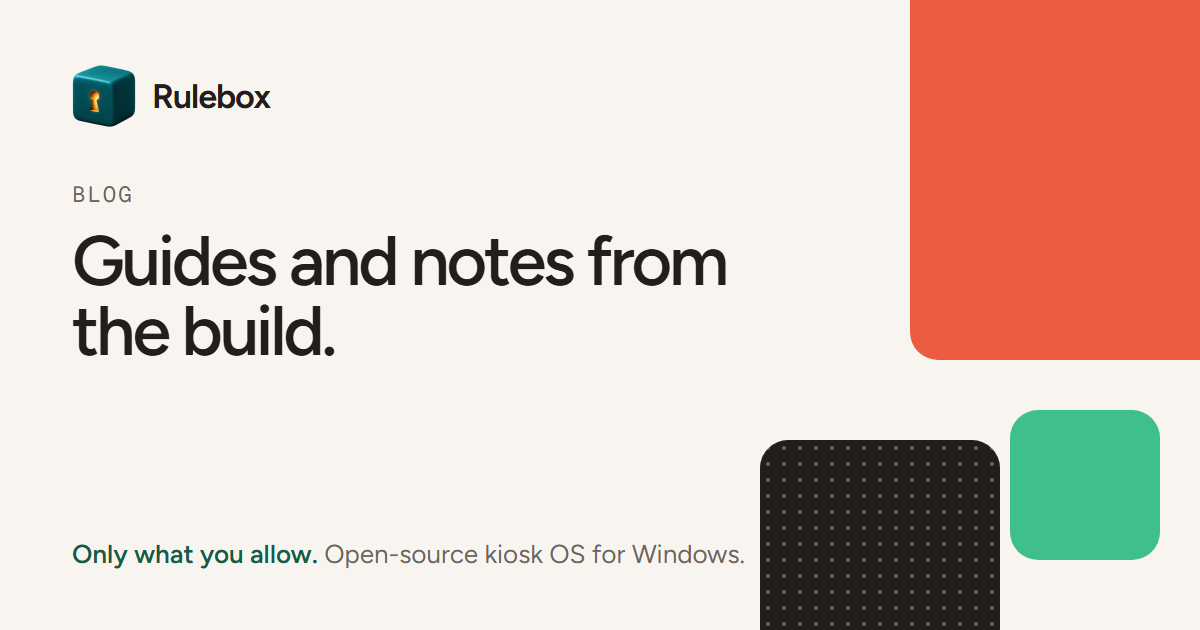 Rulebox
BLOG
Guides and notes from
the build.
Only what you allow. Open-source kiosk OS for Windows.